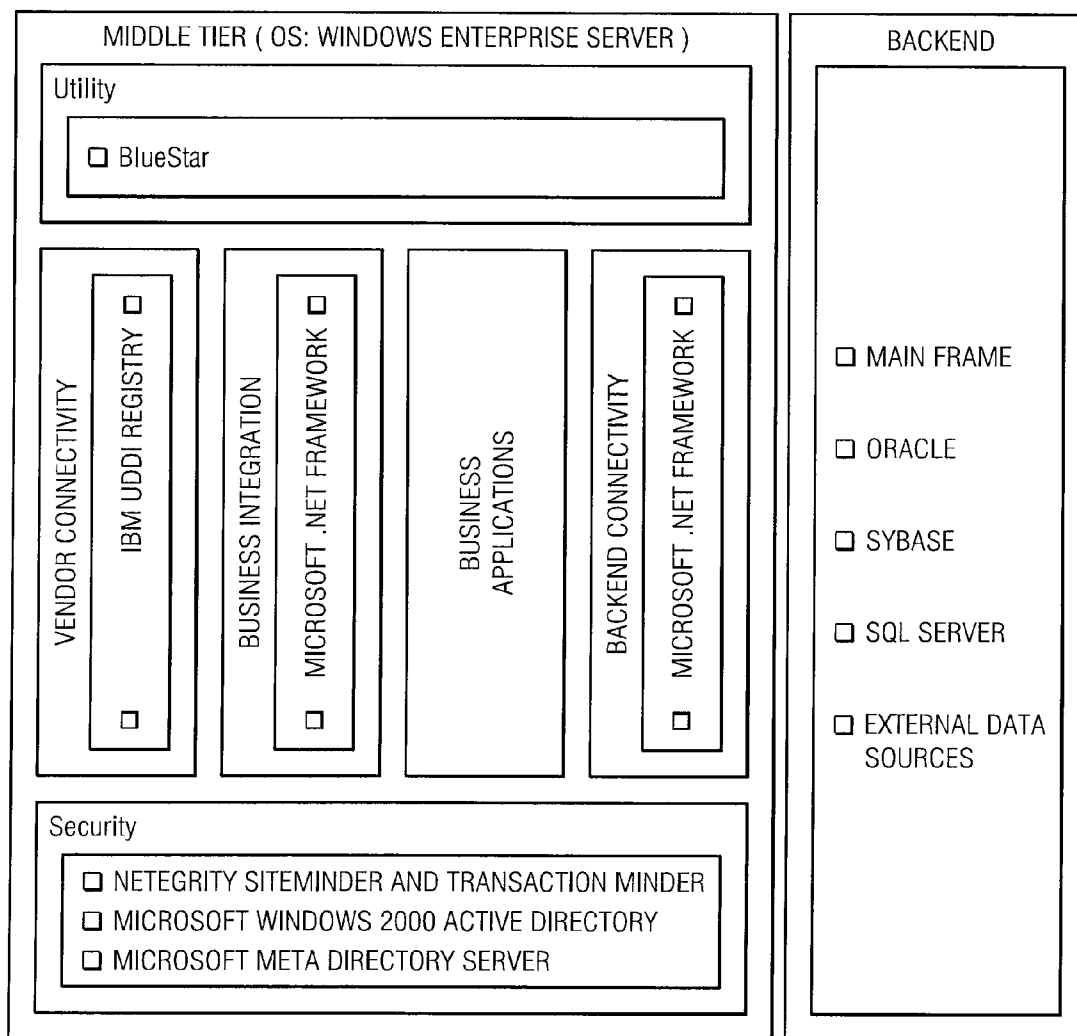 MIDDLE TIER ( OS: WINDOWS ENTERPRISE SERVER )
Utility
BlueStar
VENDOR CONNECTIVITY
IBM UDDI REGISTRY
BUSINESS INTEGRATION
MICROSOFT .NET FRAMEWORK
BUSINESS
APPLICATIONS
BACKEND CONNECTIVITY
MICROSOFT .NET FRAMEWORK
Security
NETEGRITY SITEMINDER AND TRANSACTION MINDER
MICROSOFT WINDOWS 2000 ACTIVE DIRECTORY
MICROSOFT META DIRECTORY SERVER
BACKEND
MAIN FRAME
ORACLE
SYBASE
SQL SERVER
EXTERNAL DATA
SOURCES